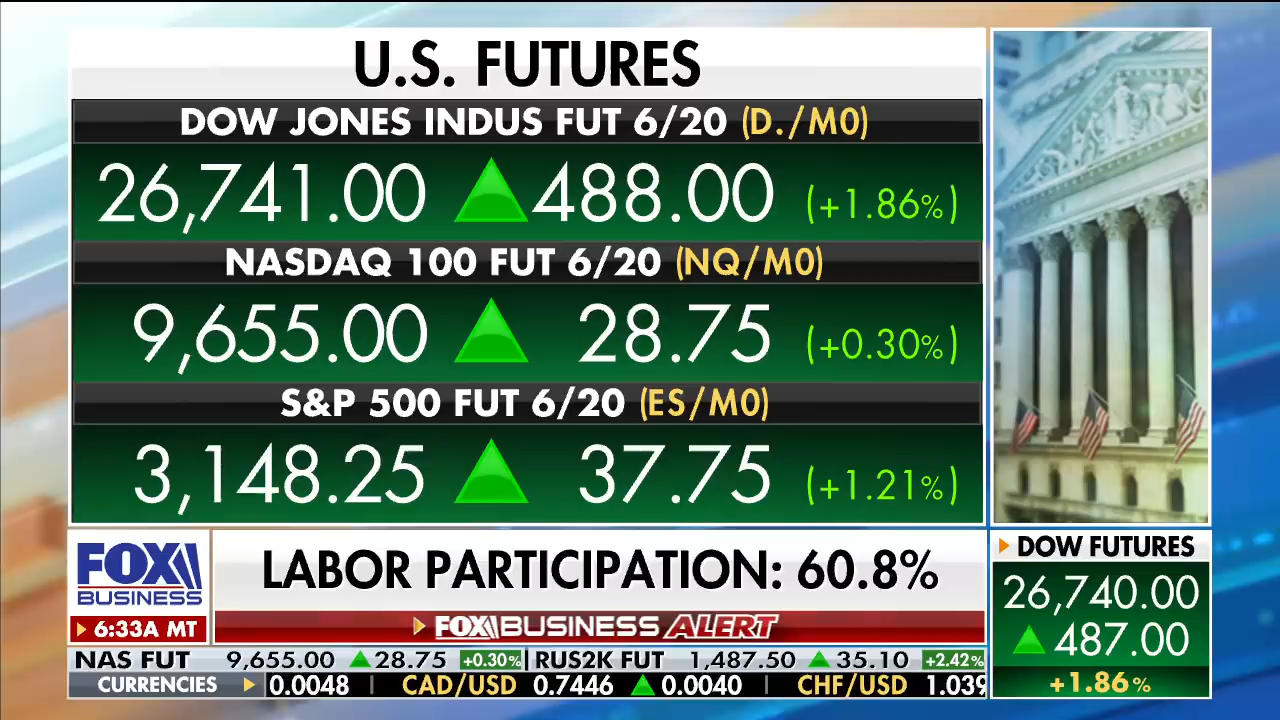 U.S. FUTURES
DOW JONES INDUS FUT 6/20 (D./M0)
26,741.00 ▲ 488.00 (+1.86%)
NASDAQ 100 FUT 6/20 (NQ/M0)
9,655.00 ▲ 28.75 (+0.30%)
S&P 500 FUT 6/20 (ES/M0)
3,148.25 ▲ 37.75 (+1.21%)
FOX
BUSINESS
6:33A MT
LABOR PARTICIPATION: 60.8%
FOX BUSINESS ALERT
DOW FUTURES
26,740.00
▲ 487.00
+1.86%
NAS FUT 9,655.00 ▲ 28.75 +0.30% RUS2K FUT 1,487.50 ▲ 35.10 +2.42%
CURRENCIES 0.0048 | CAD/USD 0.7446 ▲ 0.0040 | CHF/USD 1.039